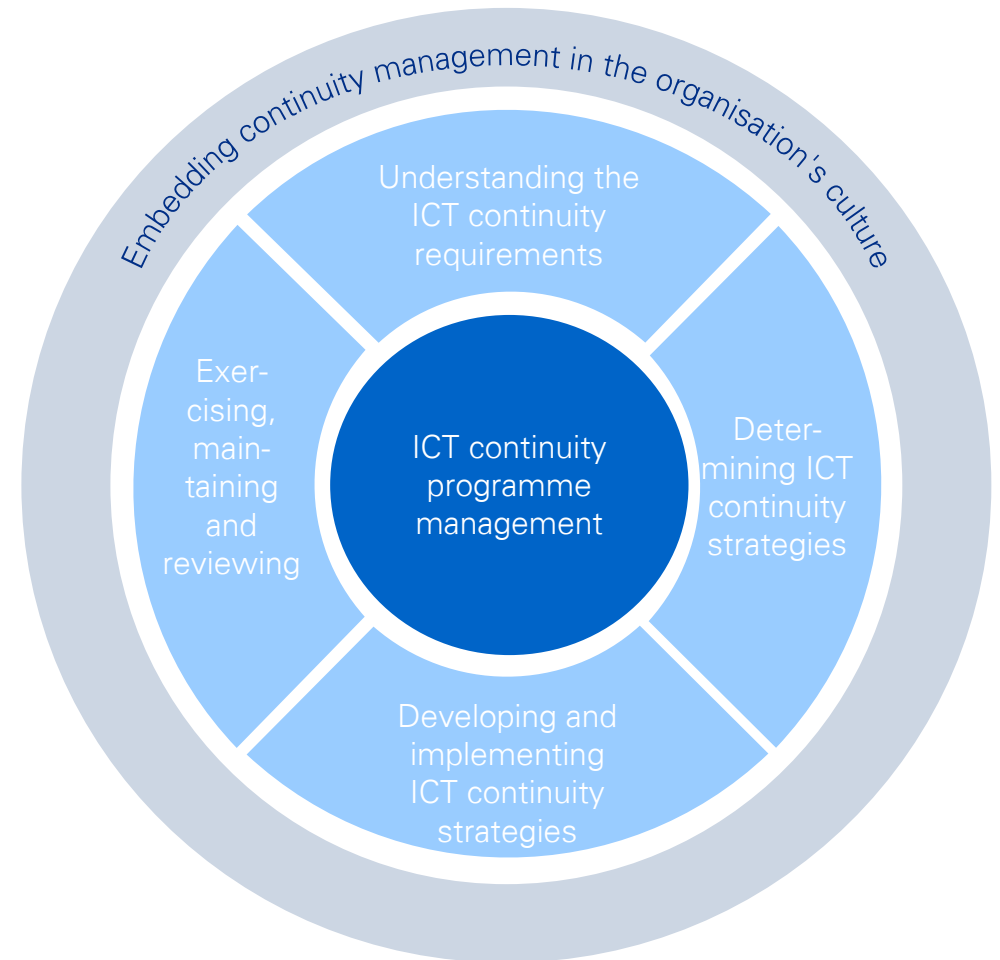 Embedding continuity management in the organisation's culture
Understanding the
ICT continuity
requirements
Exer-
cising,
main-
taining
and
reviewing
ICT continuity
programme
management
Deter-
mining ICT
continuity
strategies
Developing and
implementing
ICT continuity
strategies